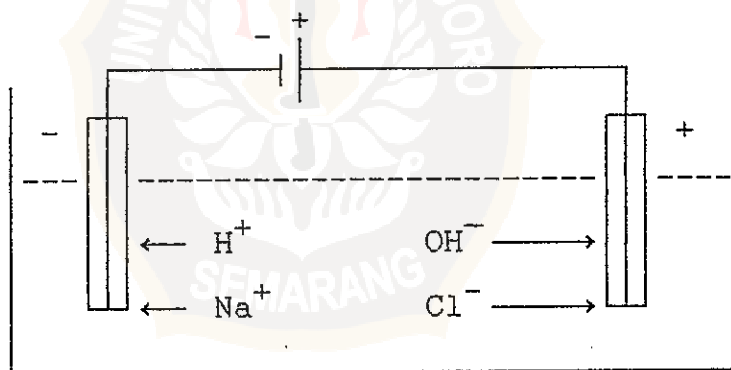 - +
- +
H⁺ OH⁻
Na⁺ Cl⁻
SEMARANG